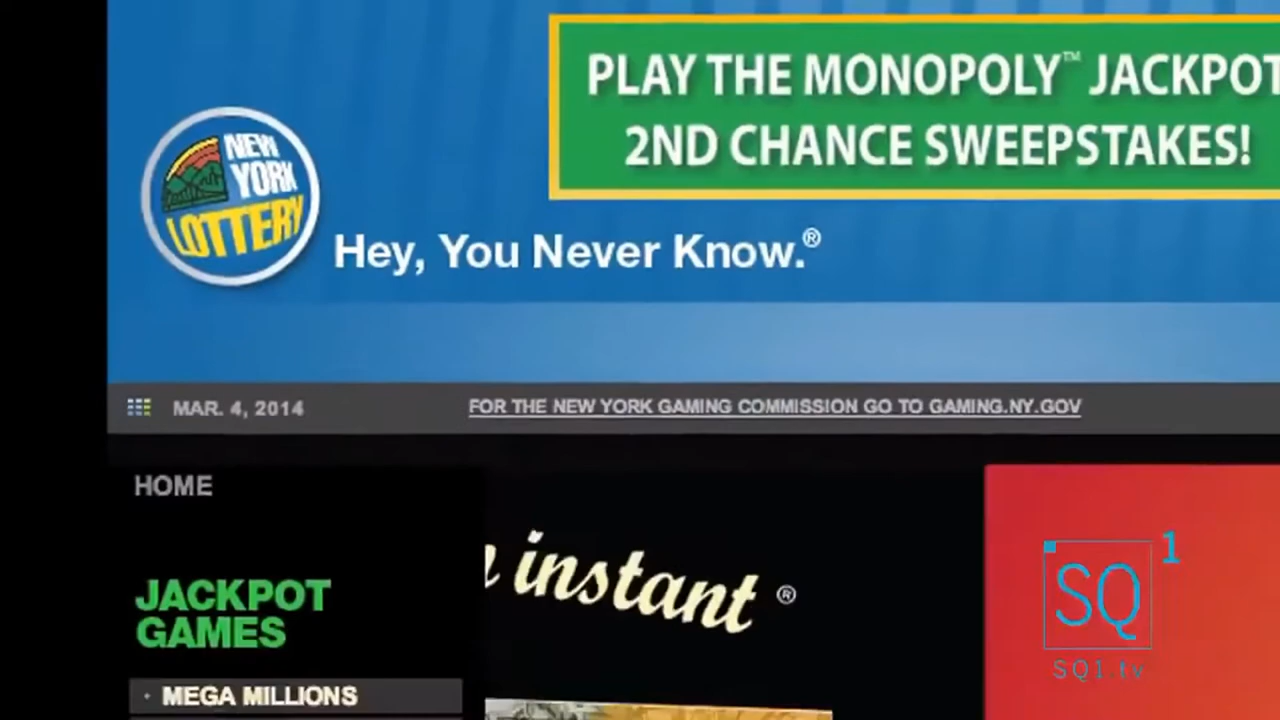 PLAY THE MONOPOLY™ JACKPOT
2ND CHANCE SWEEPSTAKES!
NEW
YORK
LOTTERY
Hey, You Never Know.®
MAR. 4, 2014
FOR THE NEW YORK GAMING COMMISSION GO TO GAMING.NY.GOV
HOME
instant ®
JACKPOT
GAMES
MEGA MILLIONS
SQ 1
SQ1.tv